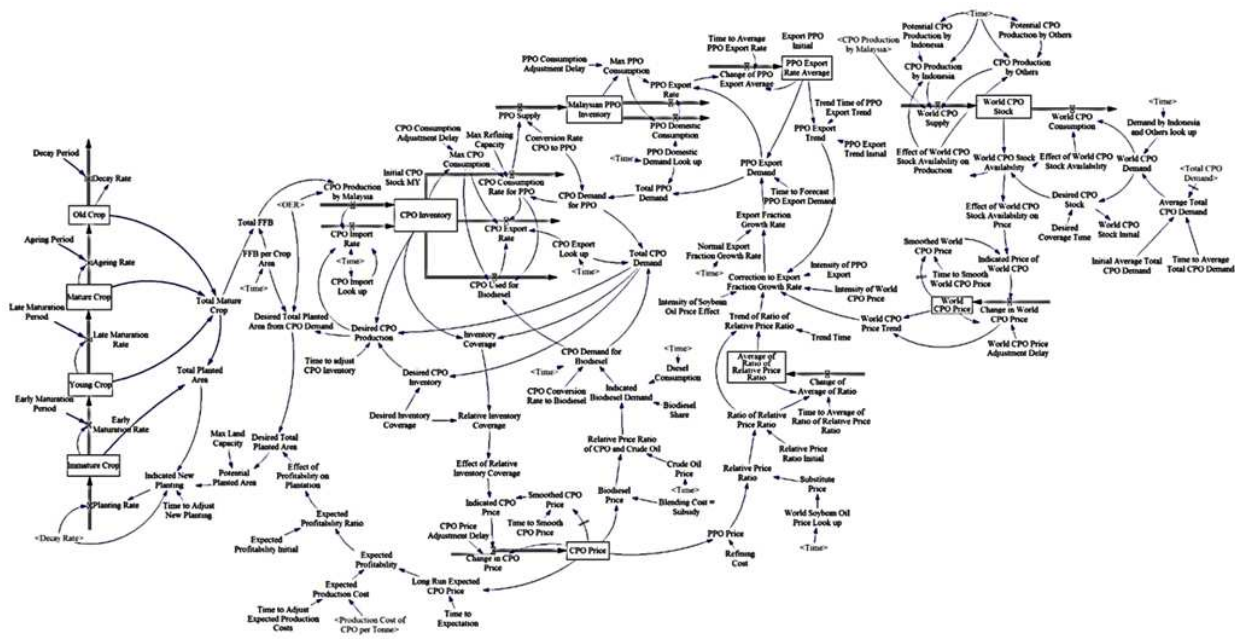 Decay Period
Decay Rate
Old Crop
Ageing Period
Ageing Rate
Mature Crop
Late Maturation
Period
Late Maturation
Rate
Young Crop
Early Maturation
Period
Early
Maturation Rate
Immature Crop
Planting Rate
<Decay Rate>
Total Mature
Crop
Total Planted
Area
Indicated New
Planting
Time to Adjust
New Planting
Max Land
Capacity
Potential
Planted Area
Desired Total
Planted Area
Effect of
Profitability on
Plantation
Expected
Profitability Ratio
Expected
Profitability Initial
Expected
Profitability
Expected
Production Cost
Time to Adjust
Expected Production
Costs
<Production Cost of
CPO per Tonne>
Long Run Expected
CPO Price
Time to
Expectation
Total FFB
FFB per Crop
Area
<Time>
<OER>
Desired Total Planted
Area from CPO Demand
CPO Production
by Malaysia
CPO Import
Rate
<Time>
CPO Import
Look up
Desired CPO
Production
Time to adjust
CPO Inventory
Desired CPO
Inventory
Desired Inventory
Coverage
Initial CPO
Stock MY
CPO Inventory
CPO Consumption
Adjustment Delay
Max CPO Consumption
Max Refining
Capacity
CPO Consumption
Rate for PPO
CPO Export
Rate
CPO Used for
Biodiesel
CPO Export
Look up
<Time>
Inventory
Coverage
Relative Inventory
Coverage
Effect of Relative
Inventory Coverage
Indicated CPO
Price
Smoothed CPO
Price
Time to Smooth
CPO Price
CPO Price
Adjustment Delay
Change in CPO
Price
CPO Price
PPO Consumption
Adjustment Delay
Max PPO
Consumption
PPO Supply
Malaysian PPO
Inventory
Conversion Rate
CPO to PPO
PPO Export
Rate
PPO Domestic
Consumption
<Time>
PPO Domestic
Demand Look up
CPO Demand
for PPO
Total PPO
Demand
Total CPO
Demand
CPO Demand for
Biodiesel
<Time>
CPO Conversion
Rate to Biodiesel
Indicated
Biodiesel Demand
<Time>
Diesel
Consumption
Biodiesel
Share
Relative Price Ratio
of CPO and Crude Oil
Crude Oil
Price
<Time>
Biodiesel
Price
Blending Cost =
Subsidy
Time to Average
PPO Export Rate
Export PPO
Initial
Change of PPO
Export Average
PPO Export
Rate Average
Trend Time of PPO
Export Trend
PPO Export
Trend
PPO Export
Trend Initial
PPO Export
Demand
Time to Forecast
PPO Export Demand
Export Fraction
Growth Rate
Normal Export
Fraction Growth Rate
<Time>
Correction to Export
Fraction Growth Rate
Intensity of PPO
Export
Intensity of World
CPO Price
Intensity of Soybean
Oil Price Effect
Trend of Ratio of
Relative Price Ratio
Trend Time
Average of
Ratio of
Relative Price
Ratio
Change of
Average of Ratio
Time to Average of
Ratio of Relative Price
Ratio
Ratio of Relative
Price Ratio
Relative Price
Ratio Initial
Relative Price
Ratio
Substitute
Price
World Soybean Oil
Price Look up
<Time>
PPO Price
Refining
Cost
<Time>
Potential CPO
Production by
Indonesia
Potential CPO
Production by Others
<CPO Production
by Malaysia>
CPO Production
by Indonesia
CPO Production
by Others
World CPO
Supply
World CPO
Stock
World CPO
Consumption
<Time>
Demand by Indonesia
and Others look up
Effect of World CPO
Stock Availability on
Production
World CPO Stock
Availability
Effect of World CPO
Stock Availability
World CPO
Demand
<Total CPO
Demand>
Average Total
CPO Demand
Initial Average Total
CPO Demand
Time to Average
Total CPO Demand
Desired CPO
Stock
Desired
Coverage Time
World CPO
Stock Initial
Effect of World CPO
Stock Availability on
Price
Smoothed World
CPO Price
Time to Smooth
CPO Price
Indicated Price of
World CPO
World
CPO Price
Change in World
CPO Price
World CPO Price
Adjustment Delay
World CPO
Price Trend